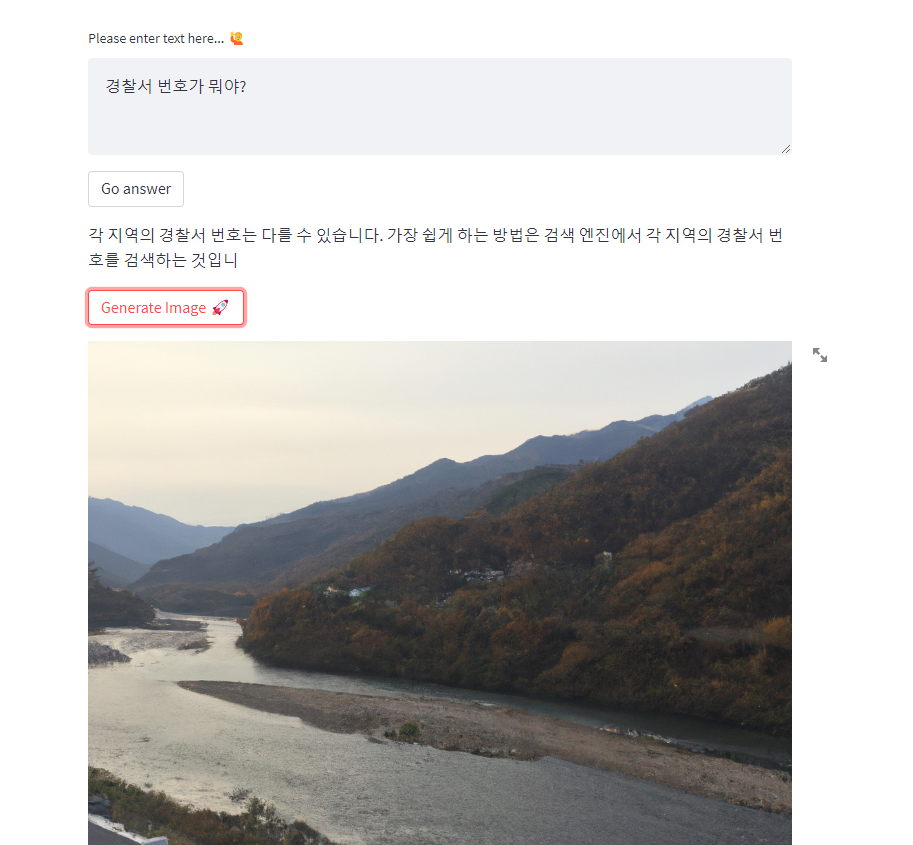 Please enter text here... 🙋
경찰서 번호가 뭐야?
Go answer
각 지역의 경찰서 번호는 다를 수 있습니다. 가장 쉽게 하는 방법은 검색 엔진에서 각 지역의 경찰서 번
호를 검색하는 것입니
Generate Image 🚀